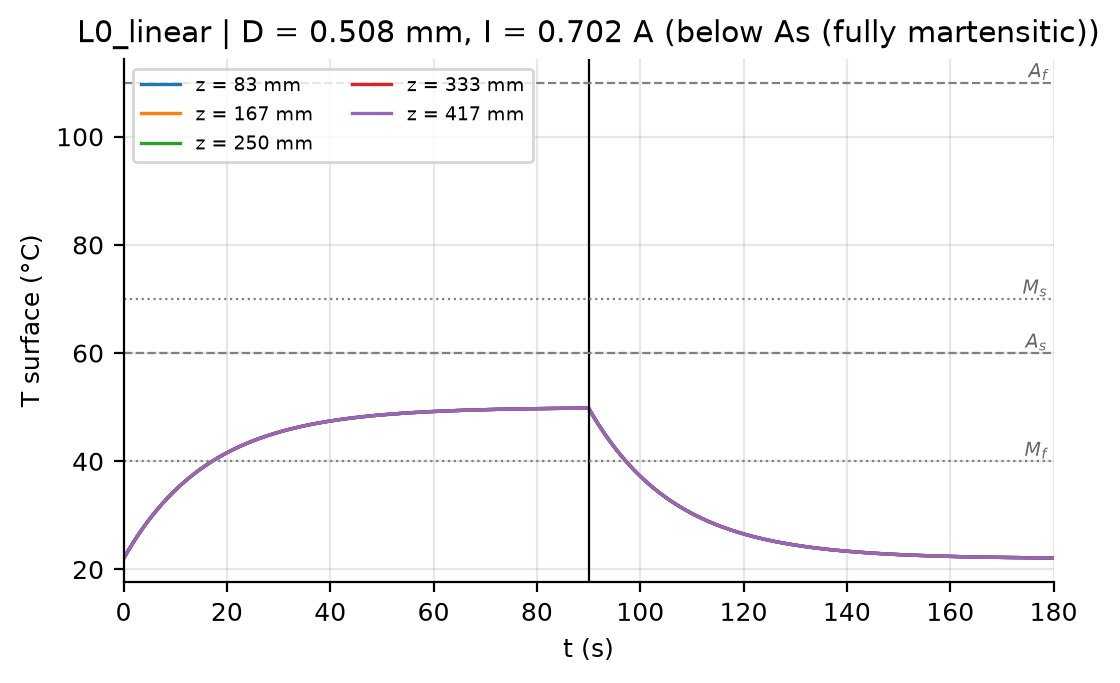 L0_linear | D = 0.508 mm, I = 0.702 A (below As (fully martensitic))
z = 83 mm
z = 167 mm
z = 250 mm
z = 333 mm
z = 417 mm
A_f
M_s
A_s
M_f
T surface (°C)
100
80
60
40
20
0 20 40 60 80 100 120 140 160 180
t (s)